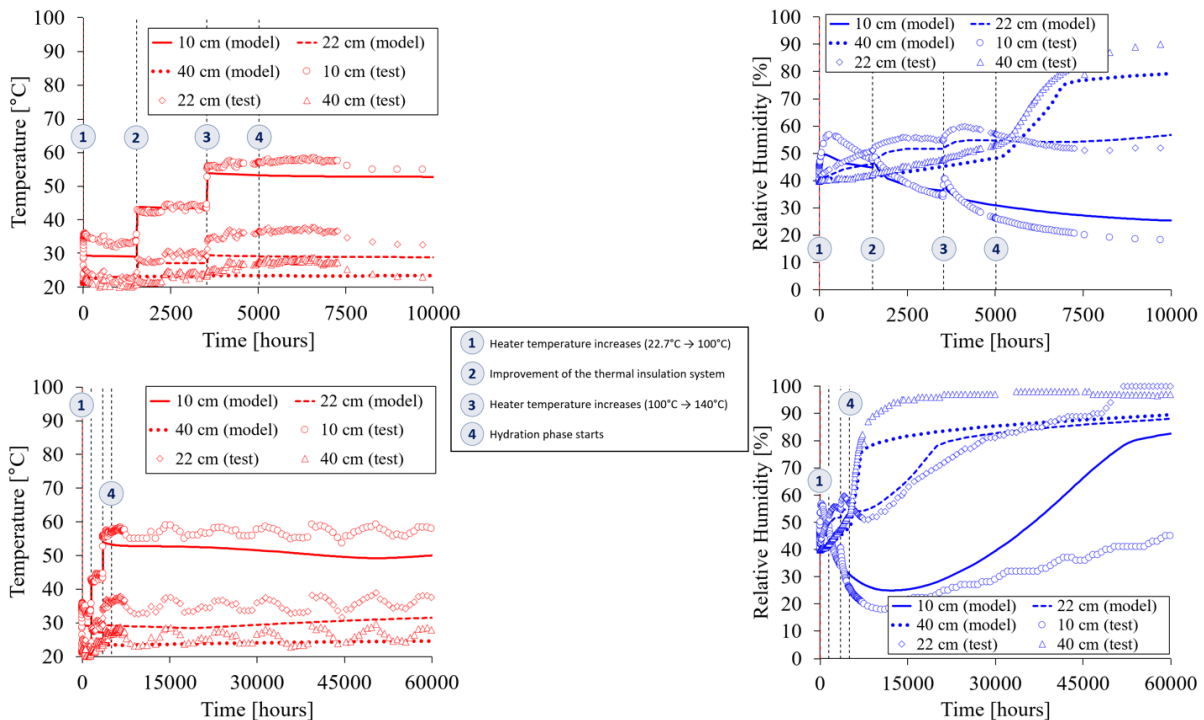 100
90
80
70
60
50
40
30
20
Temperature [°C]
10 cm (model) 22 cm (model)
40 cm (model) 10 cm (test)
22 cm (test) 40 cm (test)
1 2 3 4
0 2500 5000 7500 10000
Time [hours]
100
90
80
70
60
50
40
30
20
10
0
Relative Humidity [%]
10 cm (model) 22 cm (model)
40 cm (model) 10 cm (test)
22 cm (test) 40 cm (test)
1 2 3 4
0 2500 5000 7500 10000
Time [hours]
1 Heater temperature increases (22.7°C → 100°C)
2 Improvement of the thermal insulation system
3 Heater temperature increases (100°C → 140°C)
4 Hydration phase starts
100
90
80
70
60
50
40
30
20
Temperature [°C]
10 cm (model) 22 cm (model)
40 cm (model) 10 cm (test)
22 cm (test) 40 cm (test)
1
4
0 15000 30000 45000 60000
Time [hours]
100
90
80
70
60
50
40
30
20
10
0
Relative Humidity [%]
4
1
10 cm (model) 22 cm (model)
40 cm (model) 10 cm (test)
22 cm (test) 40 cm (test)
0 15000 30000 45000 60000
Time [hours]